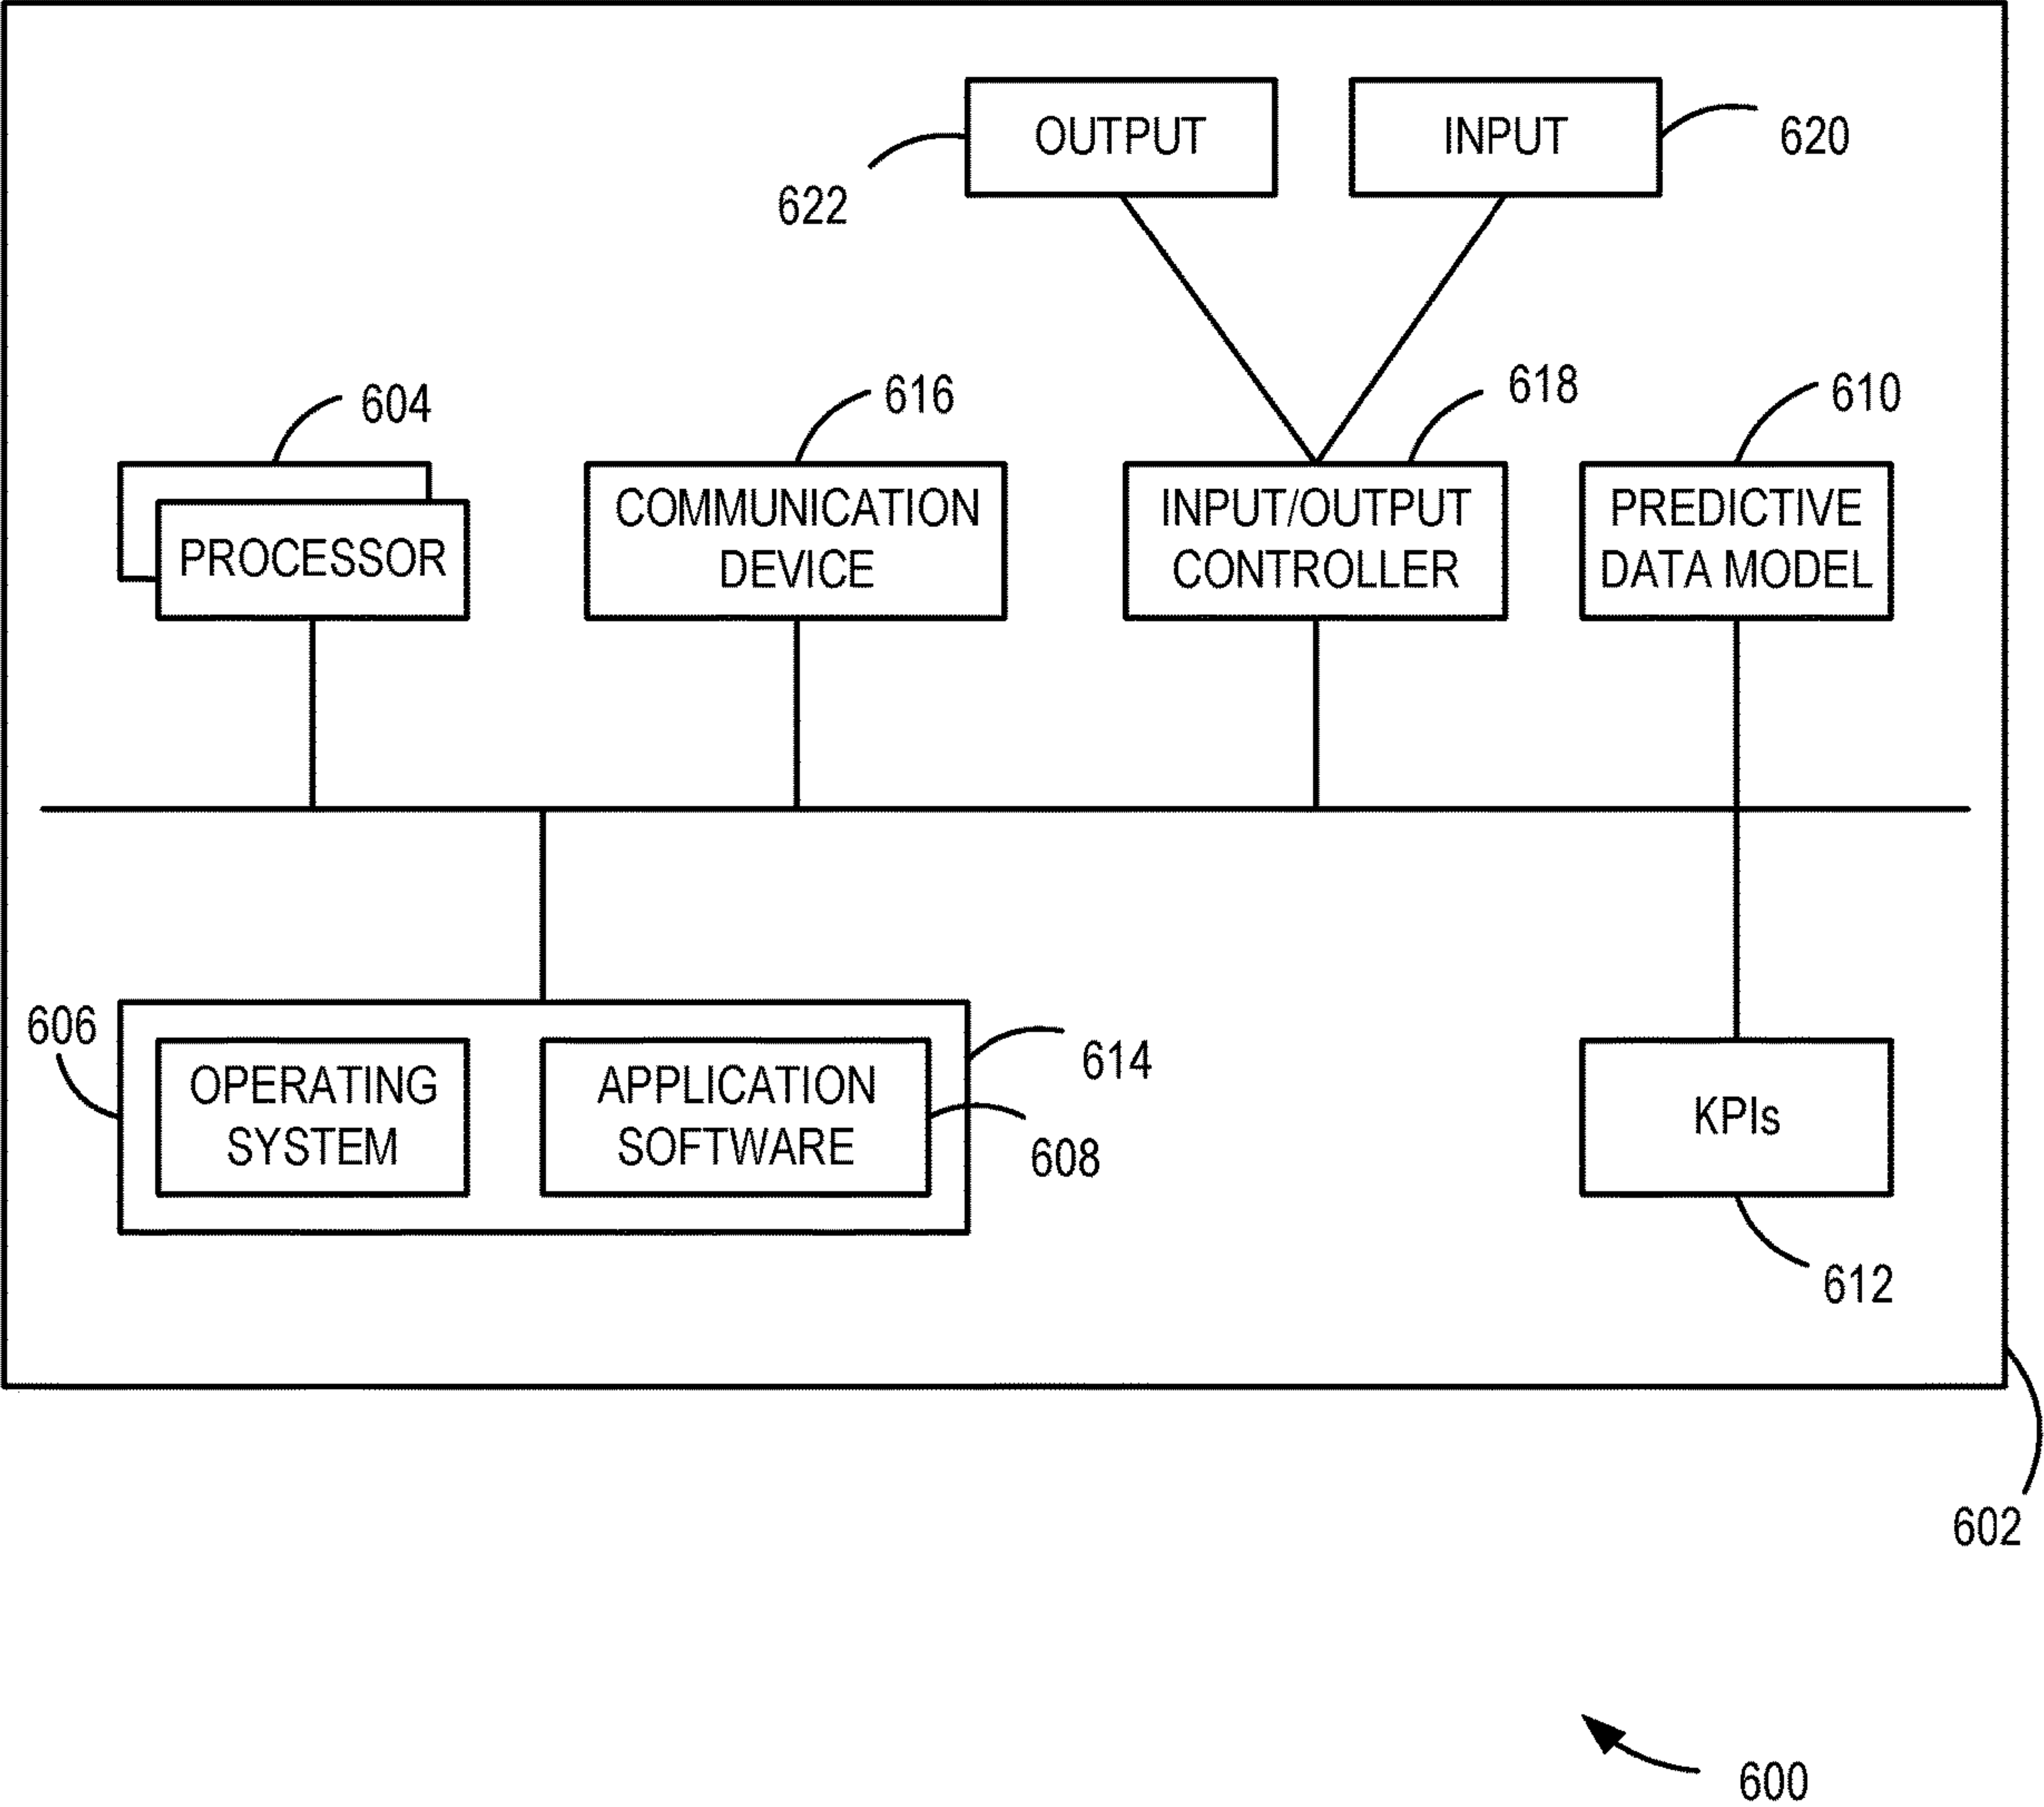 OUTPUT
INPUT
620
622
604
616
618
610
PROCESSOR
COMMUNICATION
DEVICE
INPUT/OUTPUT
CONTROLLER
PREDICTIVE
DATA MODEL
606
OPERATING
SYSTEM
APPLICATION
SOFTWARE
614
608
KPIs
612
602
600